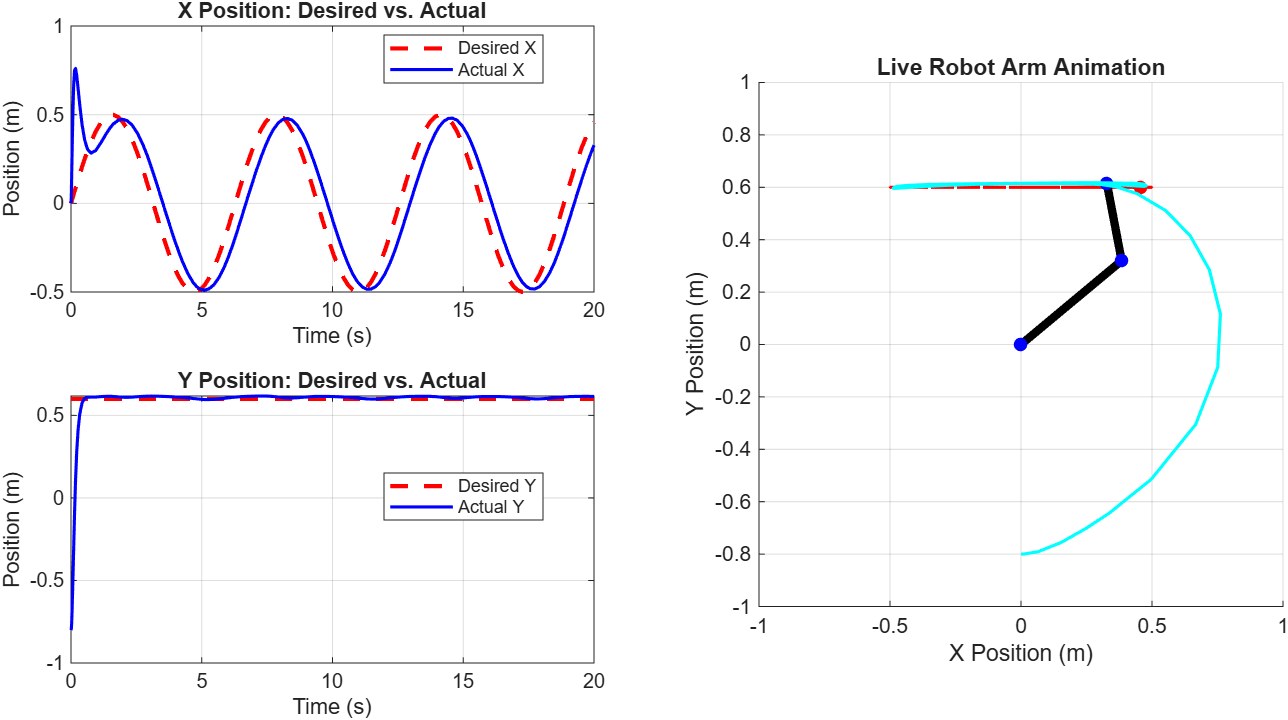 X Position: Desired vs. Actual
1
0.5
0
-0.5
Position (m)
Desired X
Actual X
0 5 10 15 20
Time (s)
Y Position: Desired vs. Actual
0.5
0
-0.5
-1
Position (m)
Desired Y
Actual Y
0 5 10 15 20
Time (s)
Live Robot Arm Animation
1
0.8
0.6
0.4
0.2
0
-0.2
-0.4
-0.6
-0.8
-1
Y Position (m)
-1 -0.5 0 0.5 1
X Position (m)